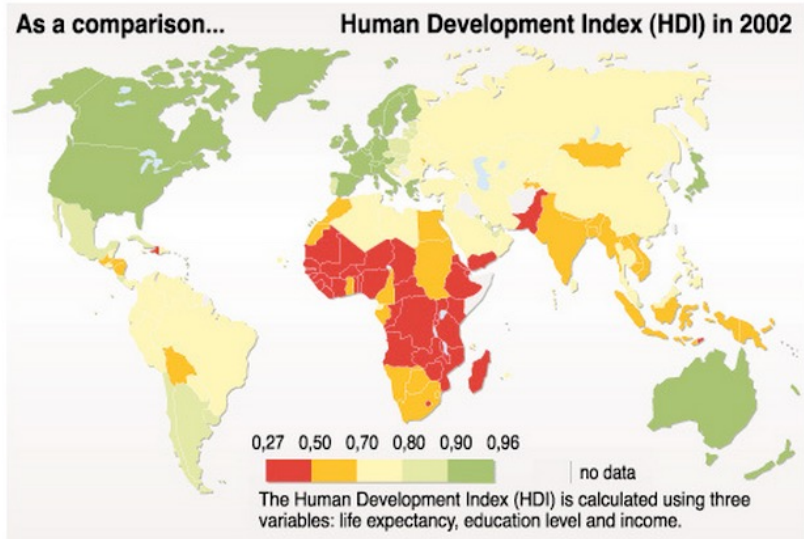 As a comparison...
Human Development Index (HDI) in 2002
0,27 0,50 0,70 0,80 0,90 0,96
no data
The Human Development Index (HDI) is calculated using three
variables: life expectancy, education level and income.